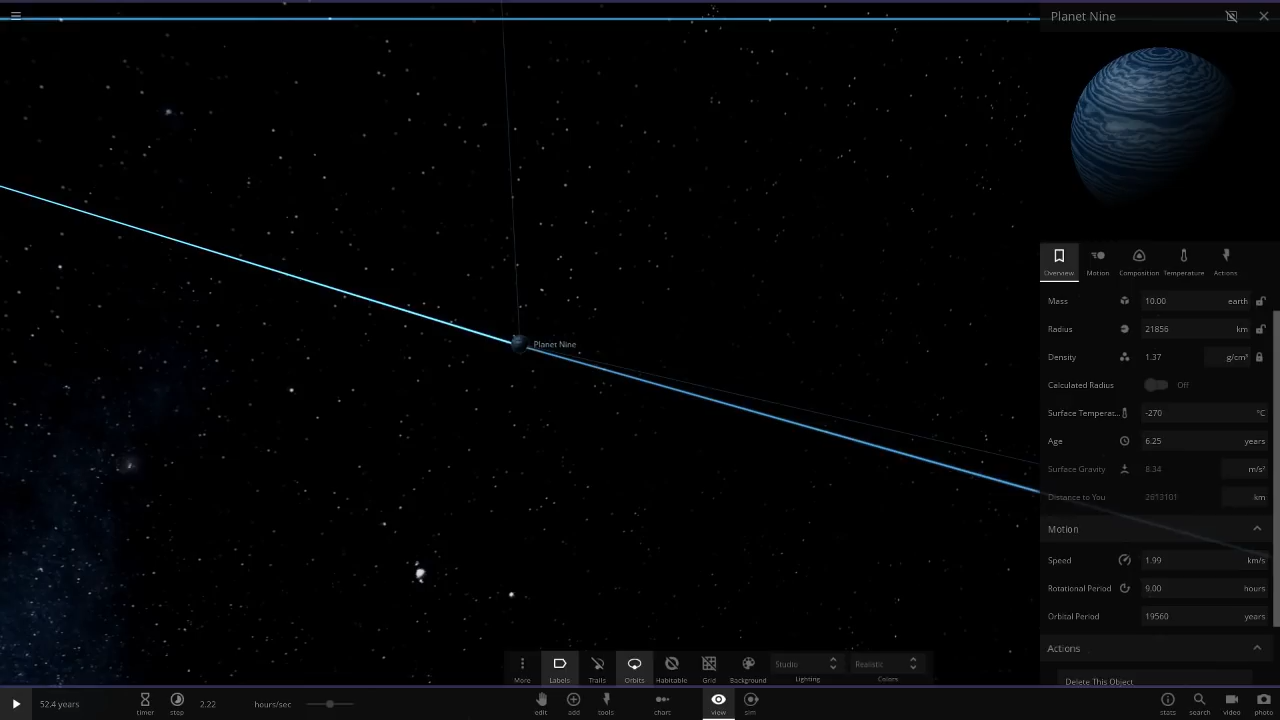 Planet Nine
Overview Motion Composition Temperature Actions
Mass 10.00 earth
Radius 21856 km
Planet Nine
Density 1.37 g/cm³
Calculated Radius Off
Surface Temperat... -270 °C
Age 6.25 years
Surface Gravity 8.34 m/s²
Distance to You 2613101 km
Motion
Speed 1.99 km/s
Rotational Period 9.00 hours
Orbital Period 19560 years
Actions
Delete This Object
More Labels Trails Orbits Habitable Grid Background Studio Lighting Realistic Colors
52.4 years timer step 2.22 hours/sec edit add tools chart view sim stats search video photo